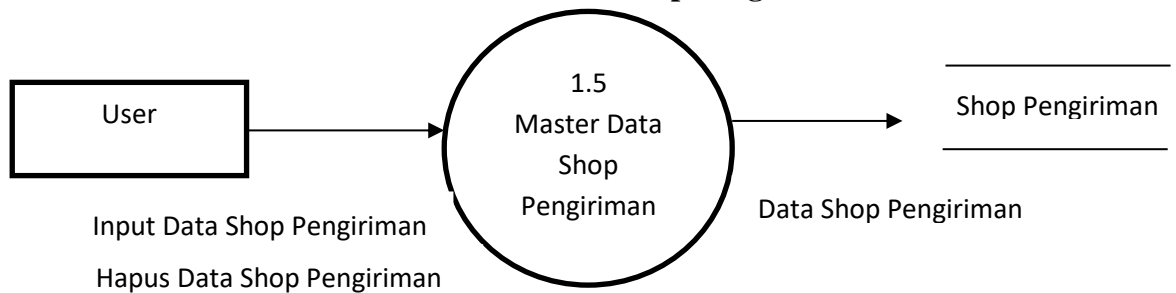 User
1.5
Master Data
Shop
Pengiriman
Shop Pengiriman
Input Data Shop Pengiriman
Hapus Data Shop Pengiriman
Data Shop Pengiriman